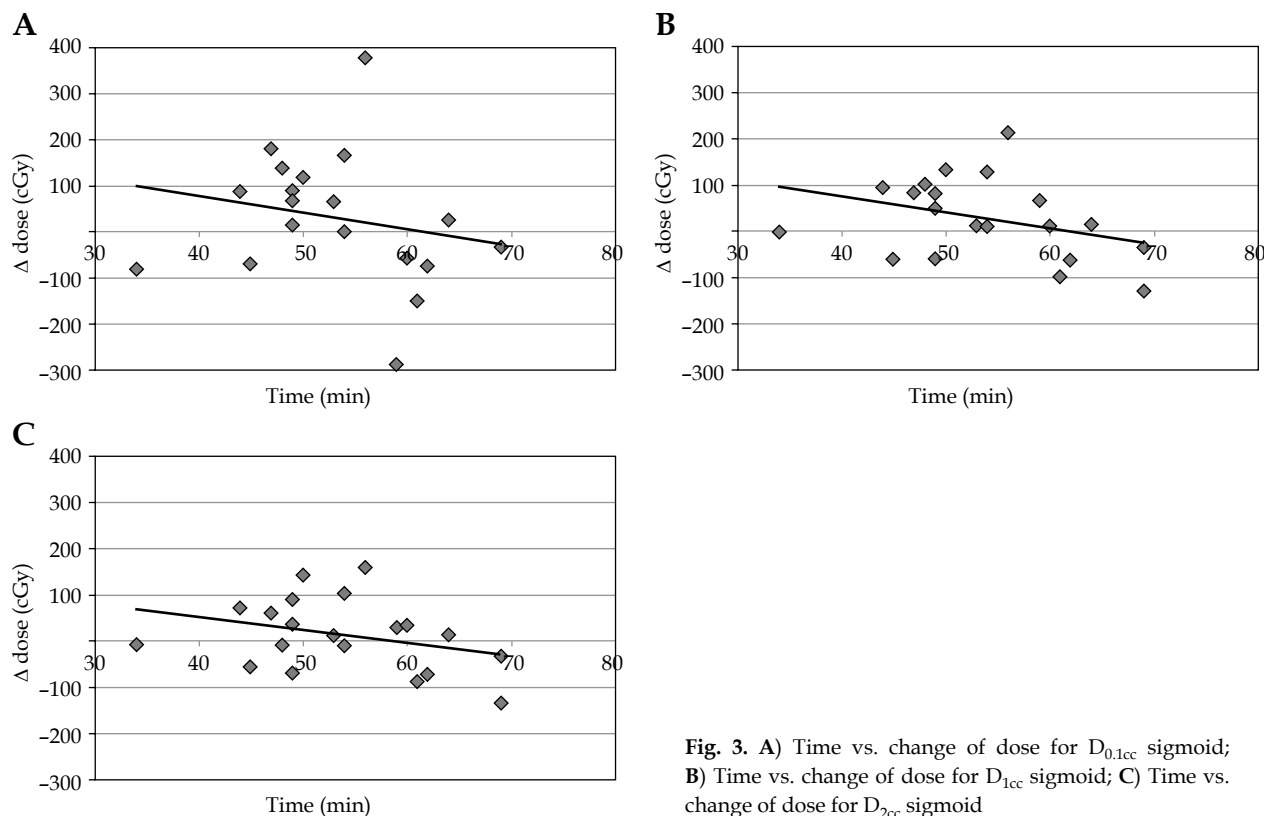 A
400
300
200
100
30 40 50 60 70 80
–100
–200
–300
Δ dose (cGy)
Time (min)
B
400
300
200
100
30 40 50 60 70 80
–100
–200
–300
Δ dose (cGy)
Time (min)
C
400
300
200
100
30 40 50 60 70 80
–100
–200
–300
Δ dose (cGy)
Time (min)
Fig. 3. A) Time vs. change of dose for D0.1cc sigmoid;
B) Time vs. change of dose for D1cc sigmoid; C) Time vs.
change of dose for D2cc sigmoid